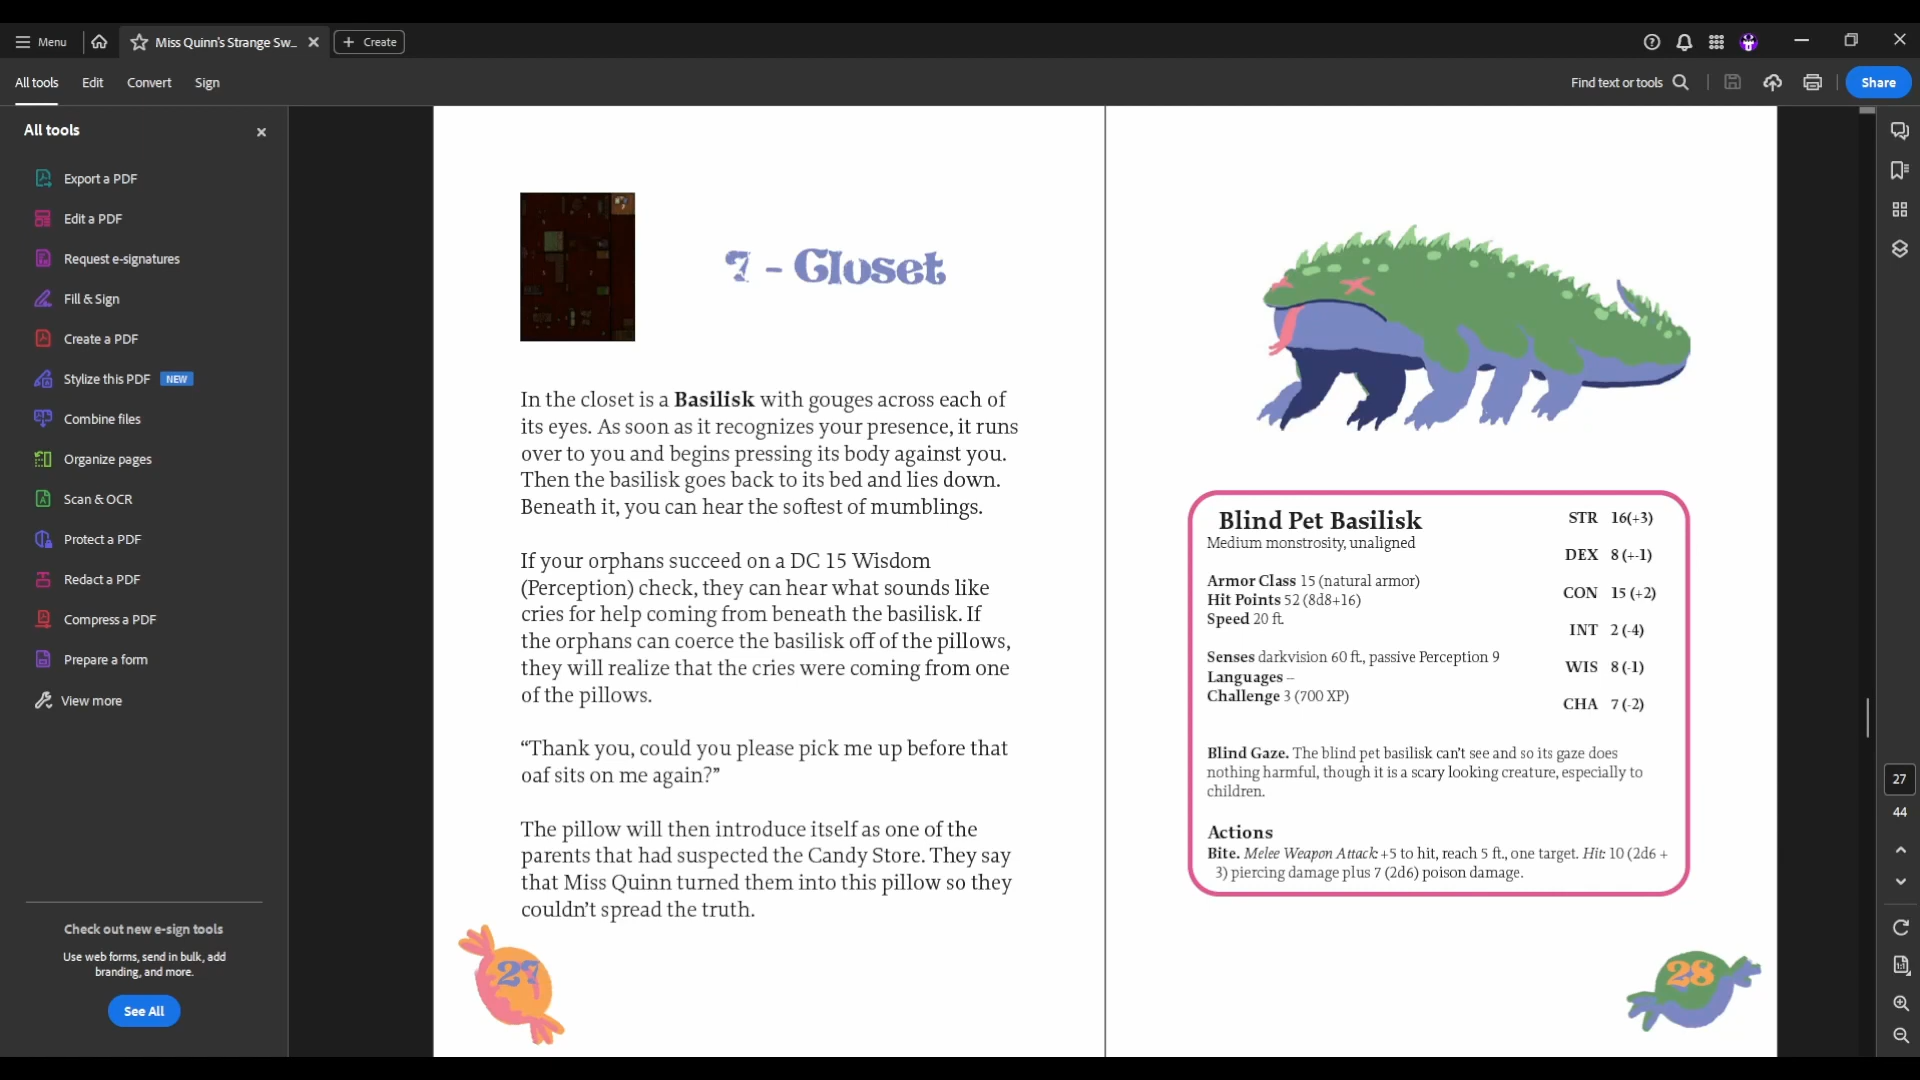 Menu
Miss Quinn's Strange Sw...
Create
All tools
Edit
Convert
Sign
Find text or tools
Share
All tools
Export a PDF
Edit a PDF
Request e-signatures
Fill & Sign
Create a PDF
Stylize this PDF NEW
Combine files
Organize pages
Scan & OCR
Protect a PDF
Redact a PDF
Compress a PDF
Prepare a form
View more
Check out new e-sign tools
Use web forms, send in bulk, add
branding, and more.
See All
7 - Closet
In the closet is a Basilisk with gouges across each of
its eyes. As soon as it recognizes your presence, it runs
over to you and begins pressing its body against you.
Then the basilisk goes back to its bed and lies down.
Beneath it, you can hear the softest of mumblings.
If your orphans succeed on a DC 15 Wisdom
(Perception) check, they can hear what sounds like
cries for help coming from beneath the basilisk. If
the orphans can coerce the basilisk off of the pillows,
they will realize that the cries were coming from one
of the pillows.
“Thank you, could you please pick me up before that
oaf sits on me again?”
The pillow will then introduce itself as one of the
parents that had suspected the Candy Store. They say
that Miss Quinn turned them into this pillow so they
couldn't spread the truth.
27
Blind Pet Basilisk
Medium monstrosity, unaligned
Armor Class 15 (natural armor)
Hit Points 52 (8d8+16)
Speed 20 ft.
Senses darkvision 60 ft., passive Perception 9
Languages –
Challenge 3 (700 XP)
STR 16(+3)
DEX 8 (+-1)
CON 15 (+2)
INT 2 (-4)
WIS 8 (-1)
CHA 7 (-2)
Blind Gaze. The blind pet basilisk can't see and so its gaze does
nothing harmful, though it is a scary looking creature, especially to
children.
Actions
Bite. Melee Weapon Attack: +5 to hit, reach 5 ft., one target. Hit: 10 (2d6 +
3) piercing damage plus 7 (2d6) poison damage.
28
27
44